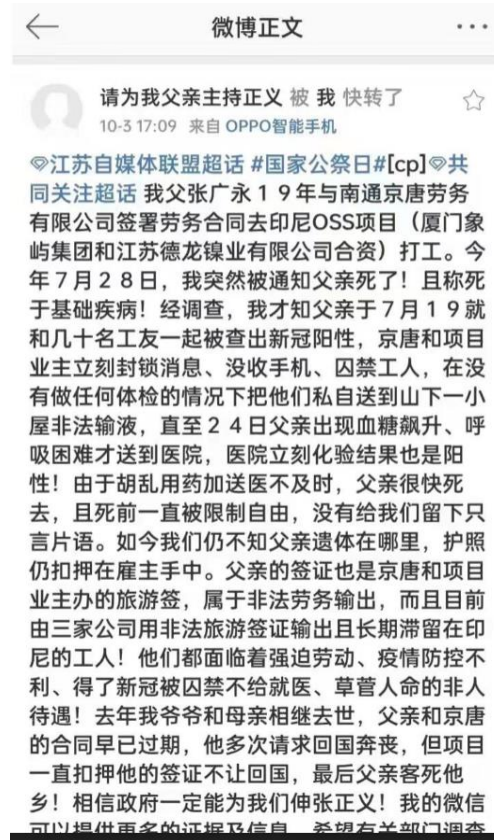 微博正文
请为我父亲主持正义 被 我 快转了
10-3 17:09 来自 OPPO智能手机
江苏自媒体联盟超话 #国家公祭日#[cp]共
同关注超话 我父张广永１９年与南通京唐劳务
有限公司签署劳务合同去印尼OSS项目（厦门象
屿集团和江苏德龙镍业有限公司合资）打工。今
年７月２８日，我突然被通知父亲死了！且称死
于基础疾病！经调查，我才知父亲于７月１９就
和几十名工友一起被查出新冠阳性，京唐和项目
业主立刻封锁消息、没收手机、囚禁工人，在没
有做任何体检的情况下把他们私自送到山下一小
屋非法输液，直至２４日父亲出现血糖飙升、呼
吸困难才送到医院，医院立刻化验结果也是阳
性！由于胡乱用药加送医不及时，父亲很快死
去，且死前一直被限制自由，没有给我们留下只
言片语。如今我们仍不知父亲遗体在哪里，护照
仍扣押在雇主手中。父亲的签证也是京唐和项目
业主办的旅游签，属于非法劳务输出，而且目前
由三家公司用非法旅游签证输出且长期滞留在印
尼的工人！他们都面临着强迫劳动、疫情防控不
利、得了新冠被囚禁不给就医、草菅人命的非人
待遇！去年我爷爷和母亲相继去世，父亲和京唐
的合同早已过期，他多次请求回国奔丧，但项目
一直扣押他的签证不让回国，最后父亲客死他
乡！相信政府一定能为我们伸张正义！我的微信
可以提供更多的证据及信息，希望有关部门调查